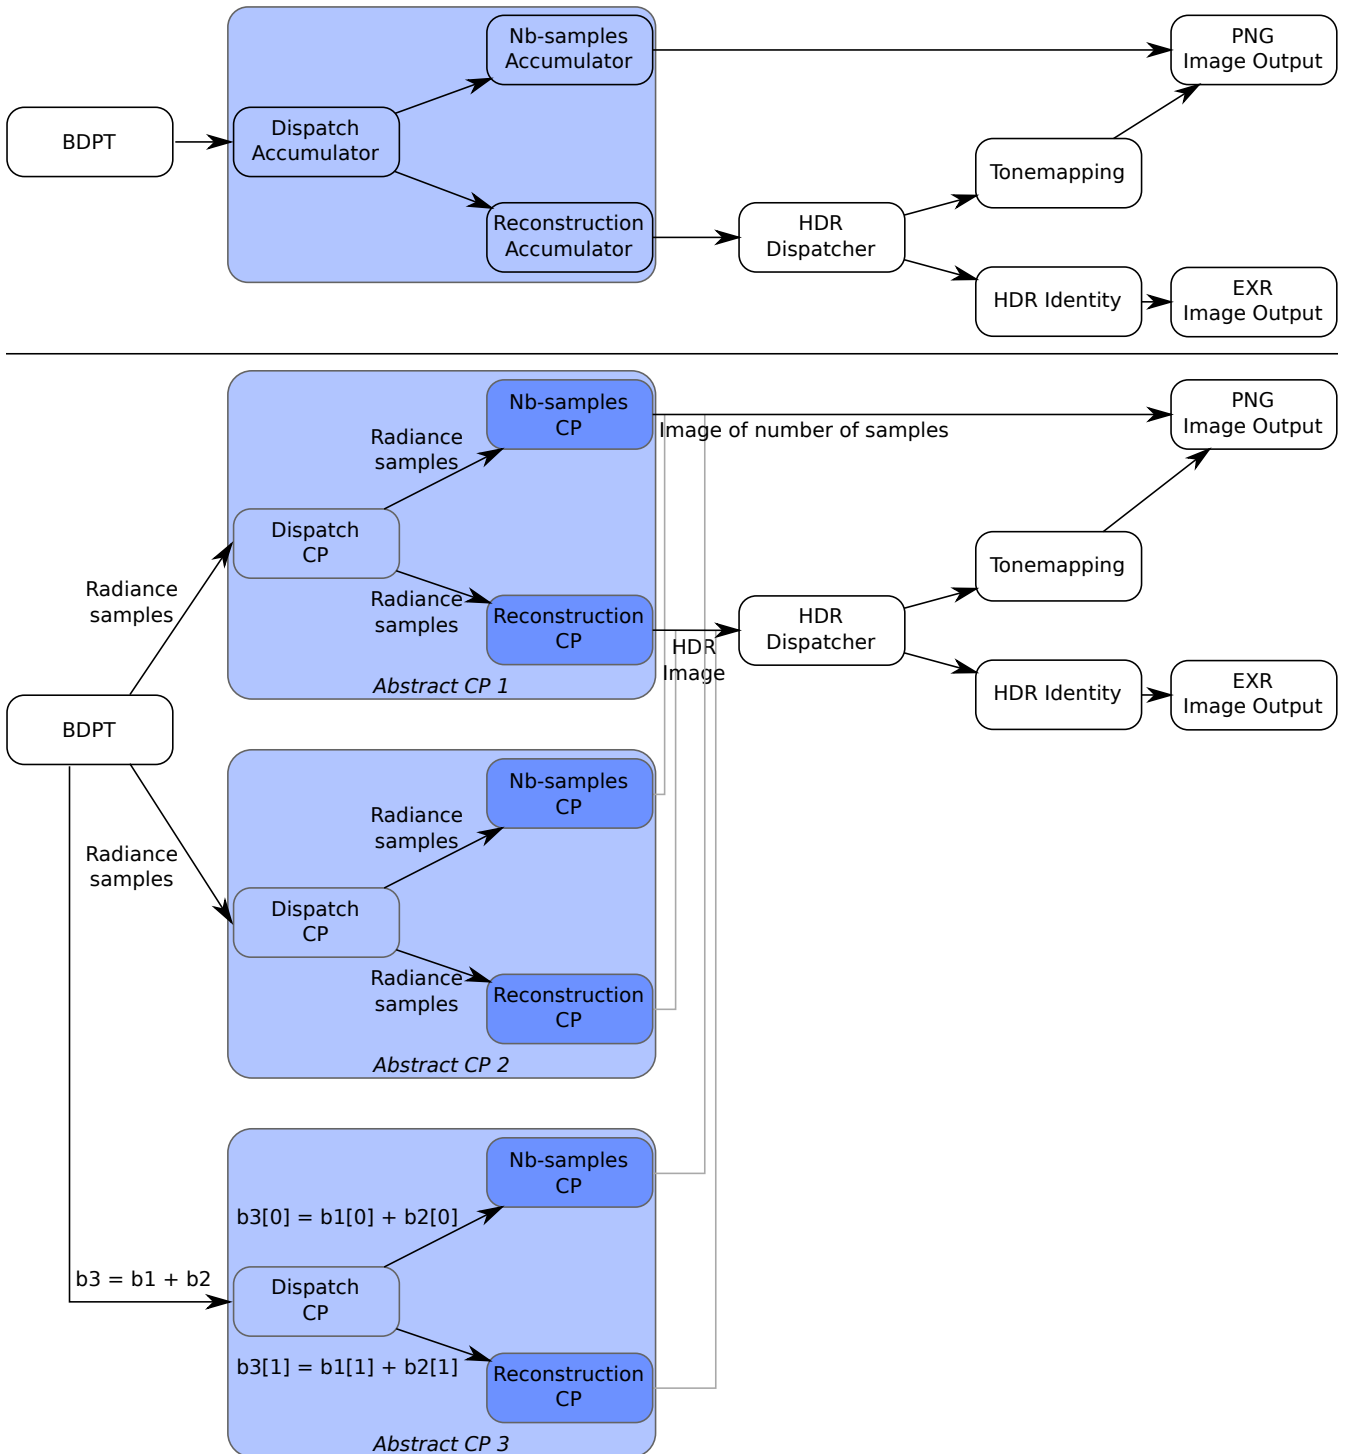 Nb-samples
Accumulator
PNG
Image Output
BDPT
Dispatch
Accumulator
Tonemapping
Reconstruction
Accumulator
HDR
Dispatcher
HDR Identity
EXR
Image Output
Nb-samples
CP
PNG
Image Output
Image of number of samples
Radiance
samples
Dispatch
CP
Tonemapping
Radiance
samples
Radiance
samples
Reconstruction
CP
HDR
Dispatcher
HDR
Image
Abstract CP 1
HDR Identity
EXR
Image Output
BDPT
Nb-samples
CP
Radiance
samples
Radiance
samples
Dispatch
CP
Radiance
samples
Reconstruction
CP
Abstract CP 2
Nb-samples
CP
b3[0] = b1[0] + b2[0]
b3 = b1 + b2
Dispatch
CP
b3[1] = b1[1] + b2[1]
Reconstruction
CP
Abstract CP 3